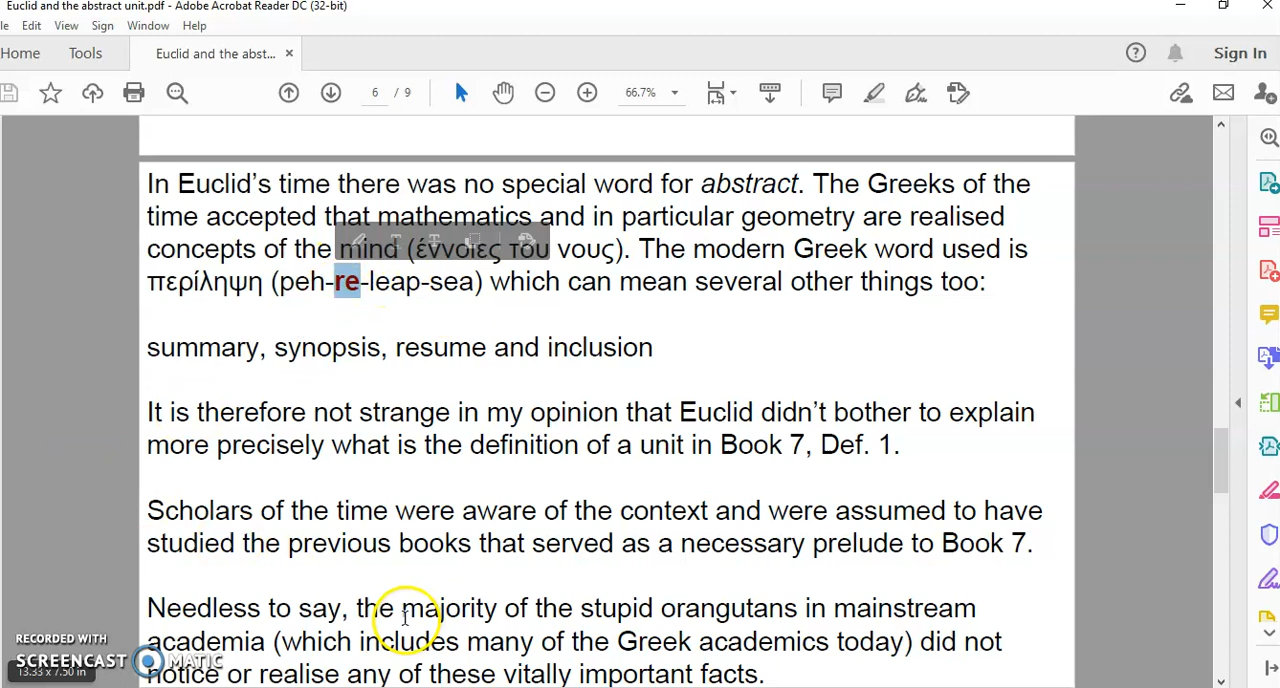 Euclid and the abstract unit.pdf - Adobe Acrobat Reader DC (32-bit)
le Edit View Sign Window Help
Home Tools Euclid and the abst... × Sign In
6 / 9 66.7%
In Euclid’s time there was no special word for abstract. The Greeks of the
time accepted that mathematics and in particular geometry are realised
concepts of the mind (έννοιες του νους). The modern Greek word used is
περίληψη (peh-re-leap-sea) which can mean several other things too:
summary, synopsis, resume and inclusion
It is therefore not strange in my opinion that Euclid didn’t bother to explain
more precisely what is the definition of a unit in Book 7, Def. 1.
Scholars of the time were aware of the context and were assumed to have
studied the previous books that served as a necessary prelude to Book 7.
Needless to say, the majority of the stupid orangutans in mainstream
academia (which includes many of the Greek academics today) did not
notice or realise any of these vitally important facts.
RECORDED WITH
SCREENCAST MATIC
13.33 x 7.50 in